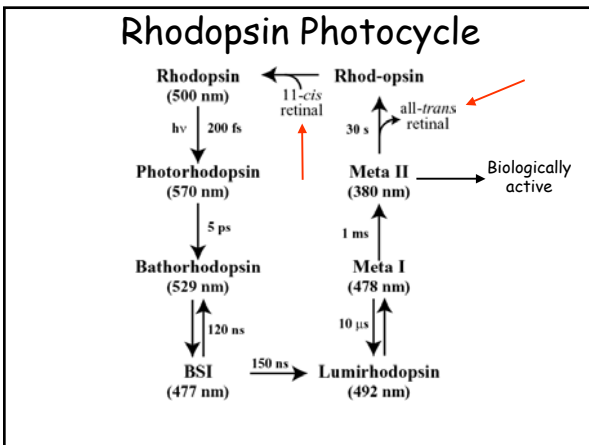 Rhodopsin Photocycle
Rhodopsin
(500 nm)
11-cis
retinal
Rhod-opsin
all-trans
retinal
hν 200 fs
30 s
Photorhodopsin
(570 nm)
Meta II
(380 nm)
Biologically
active
5 ps
1 ms
Bathorhodopsin
(529 nm)
Meta I
(478 nm)
120 ns
10 µs
BSI
(477 nm)
150 ns
Lumirhodopsin
(492 nm)